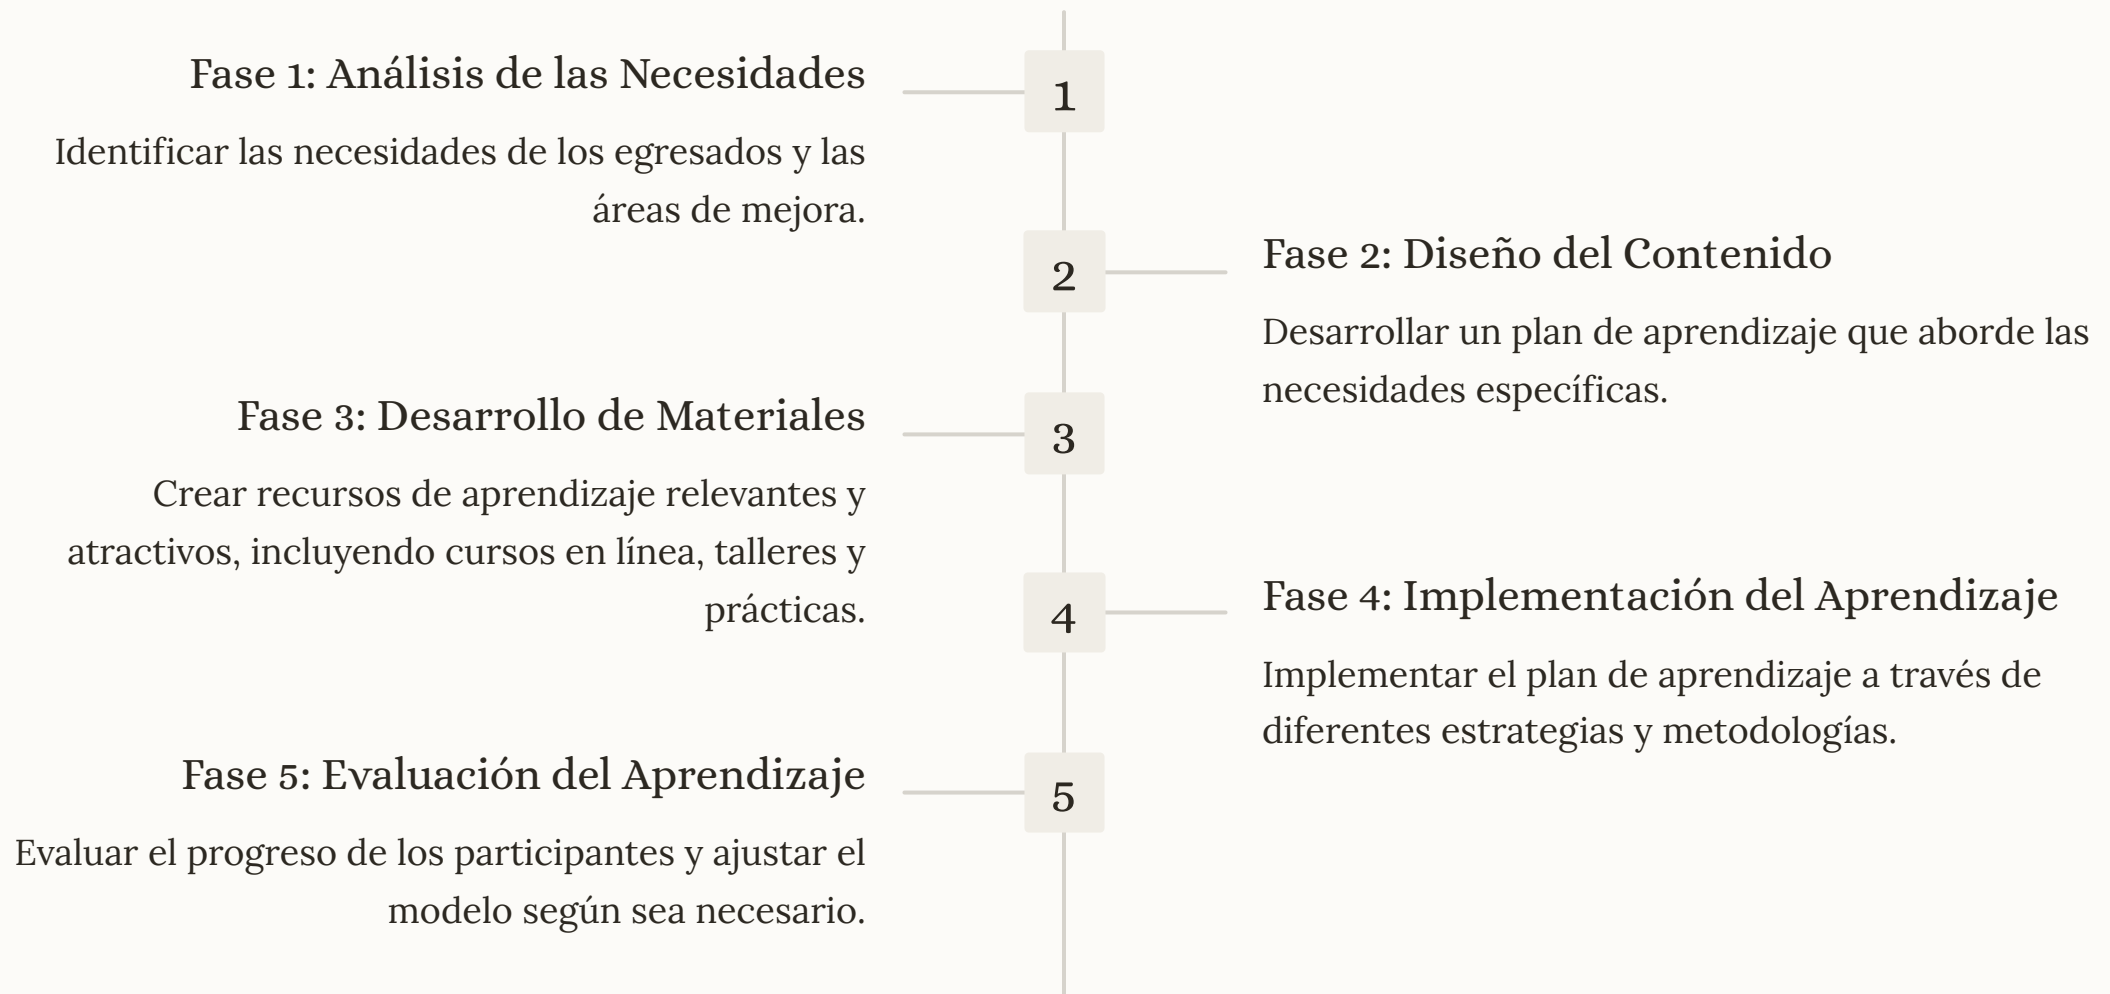 Fase 1: Análisis de las Necesidades
1
Identificar las necesidades de los egresados y las
áreas de mejora.
2
Fase 2: Diseño del Contenido
Desarrollar un plan de aprendizaje que aborde las
necesidades específicas.
Fase 3: Desarrollo de Materiales
3
Crear recursos de aprendizaje relevantes y
atractivos, incluyendo cursos en línea, talleres y
prácticas.
4
Fase 4: Implementación del Aprendizaje
Implementar el plan de aprendizaje a través de
diferentes estrategias y metodologías.
Fase 5: Evaluación del Aprendizaje
5
Evaluar el progreso de los participantes y ajustar el
modelo según sea necesario.